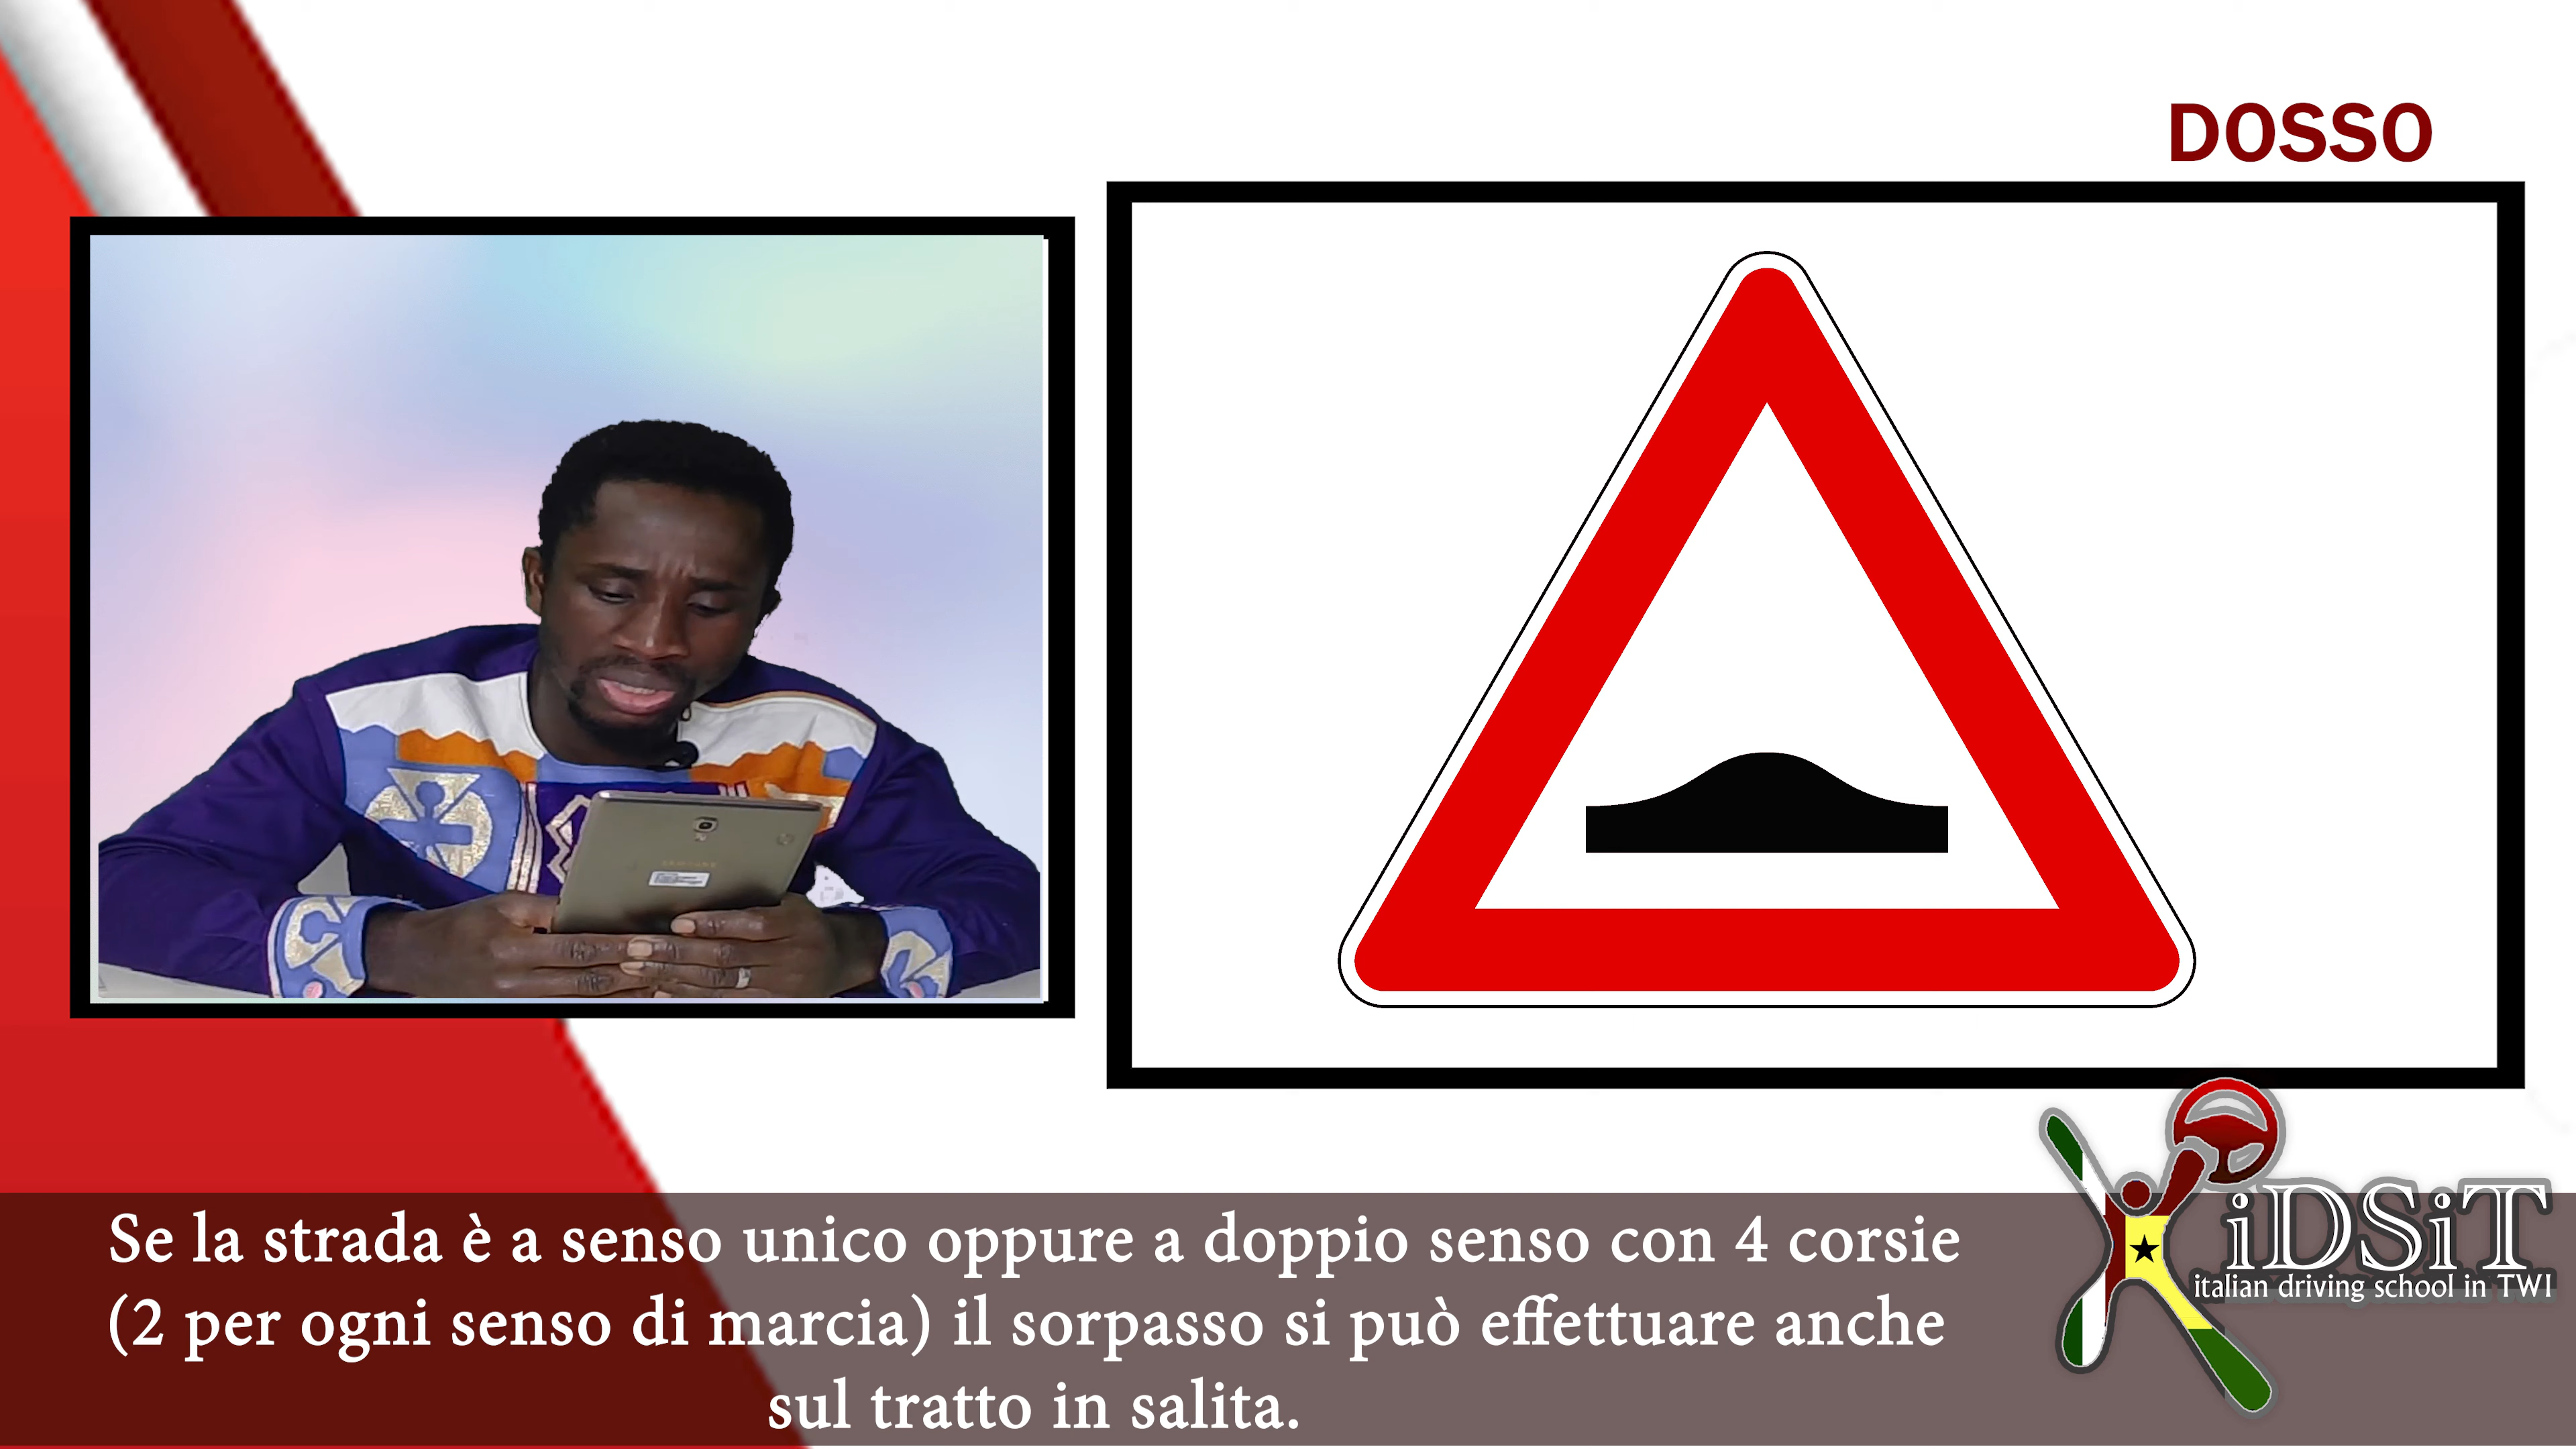 DOSSO
SAMSUNG
Se la strada è a senso unico oppure a doppio senso con 4 corsie
(2 per ogni senso di marcia) il sorpasso si può effettuare anche
sul tratto in salita.
iDSiT
italian driving school in TWI